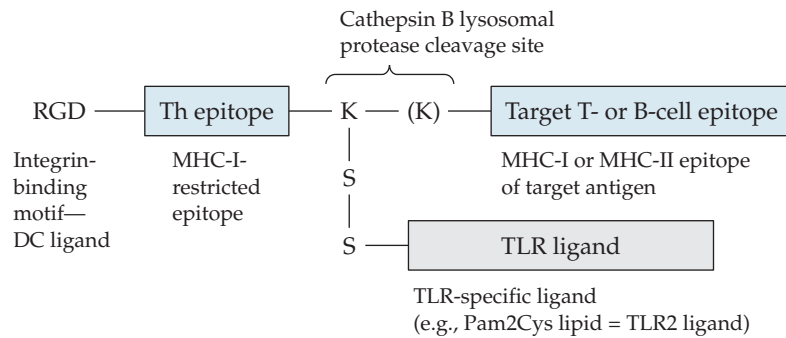 Cathepsin B lysosomal
protease cleavage site
RGD
Th epitope
K
(K)
Target T- or B-cell epitope
Integrin-
binding
motif—
DC ligand
MHC-I-
restricted
epitope
MHC-I or MHC-II epitope
of target antigen
S
S
TLR ligand
TLR-specific ligand
(e.g., Pam2Cys lipid = TLR2 ligand)